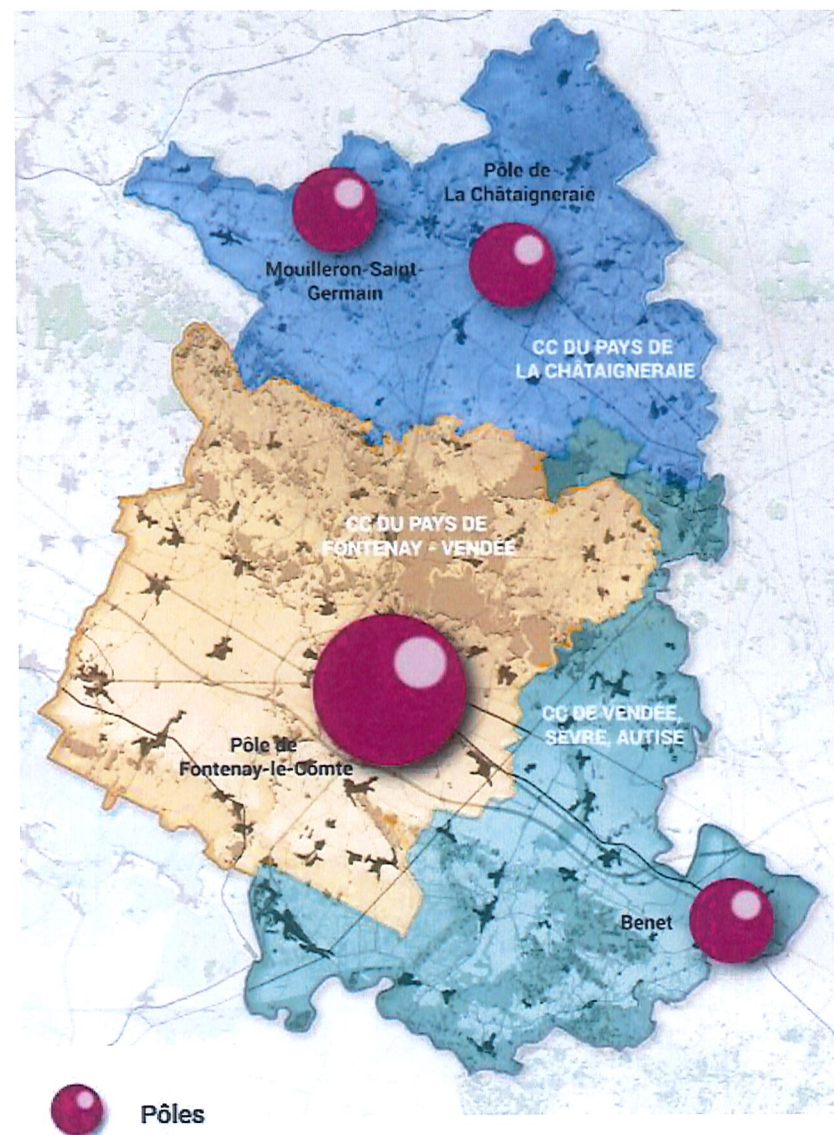 Pôle de
La Châtaigneraie
Mouilleron-Saint-
Germain
CC DU PAYS DE
LA CHÂTAIGNERAIE
CC DU PAYS DE
FONTENAY - VENDÉE
CC DE VENDÉE,
SÈVRE, AUTISE
Pôle de
Fontenay-le-Comte
Benet
Pôles